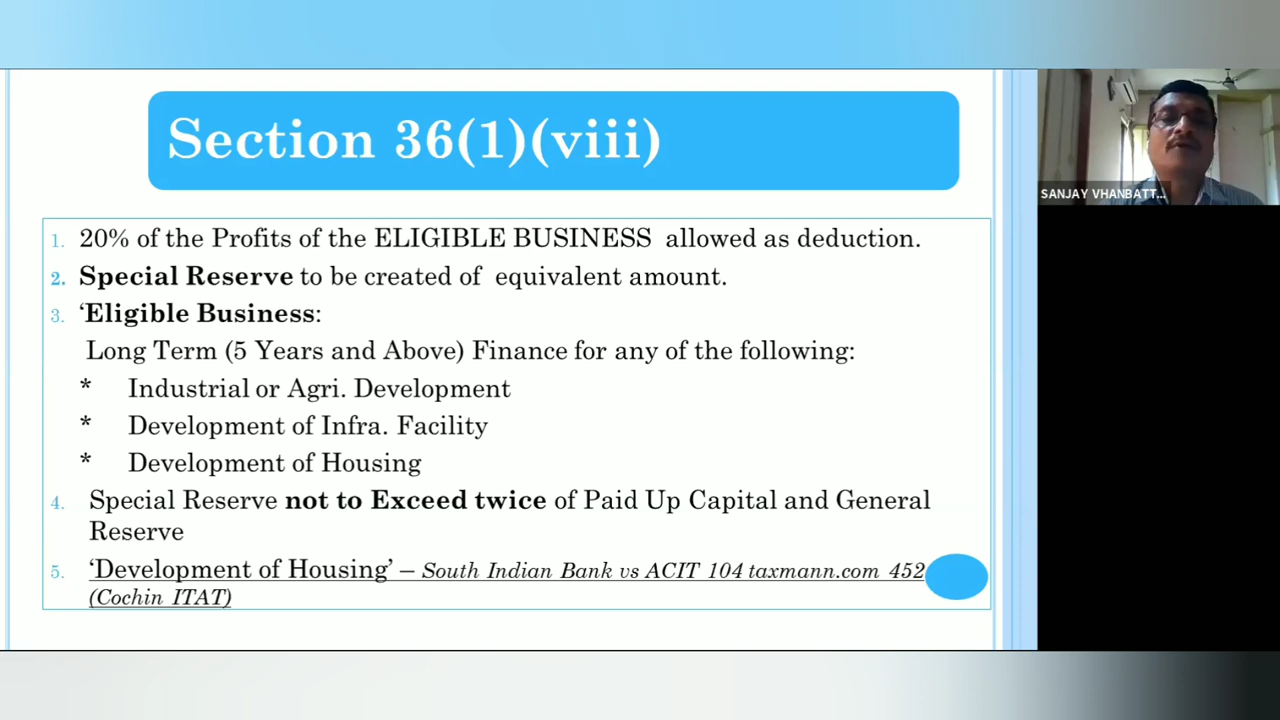 Section 36(1)(viii)
SANJAY VHANBATT...
1. 20% of the Profits of the ELIGIBLE BUSINESS allowed as deduction.
2. Special Reserve to be created of equivalent amount.
3. ‘Eligible Business:
Long Term (5 Years and Above) Finance for any of the following:
* Industrial or Agri. Development
* Development of Infra. Facility
* Development of Housing
4. Special Reserve not to Exceed twice of Paid Up Capital and General
Reserve
5. ‘Development of Housing’ – South Indian Bank vs ACIT 104 taxmann.com 452
(Cochin ITAT)